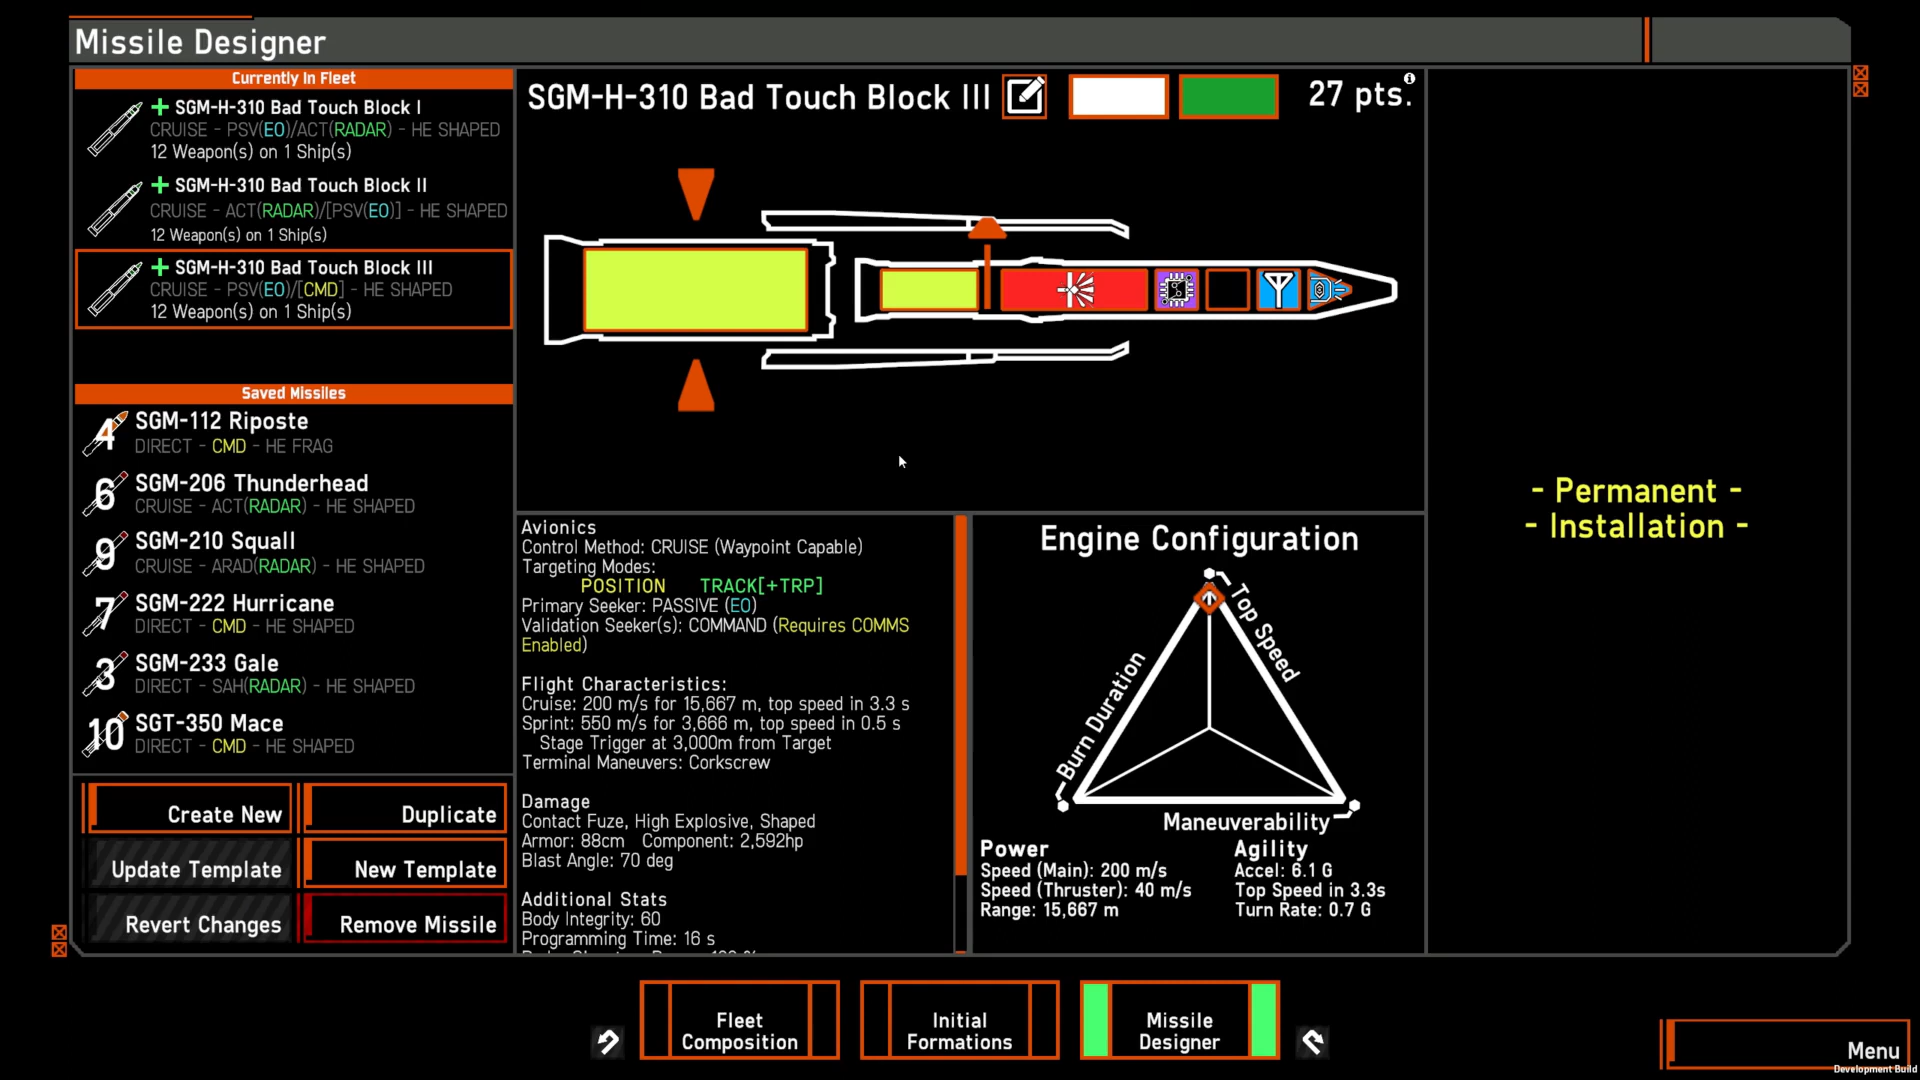 Missile Designer
Currently In Fleet
SGM-H-310 Bad Touch Block I
CRUISE - PSV(EO)/ACT(RADAR) - HE SHAPED
12 Weapon(s) on 1 Ship(s)
SGM-H-310 Bad Touch Block II
CRUISE - ACT(RADAR)/[PSV(EO)] - HE SHAPED
12 Weapon(s) on 1 Ship(s)
SGM-H-310 Bad Touch Block III
CRUISE - PSV(EO)/[CMD] - HE SHAPED
12 Weapon(s) on 1 Ship(s)
Saved Missiles
4 SGM-112 Riposte
DIRECT - CMD - HE FRAG
6 SGM-206 Thunderhead
CRUISE - ACT(RADAR) - HE SHAPED
9 SGM-210 Squall
CRUISE - ARAD(RADAR) - HE SHAPED
7 SGM-222 Hurricane
DIRECT - CMD - HE SHAPED
3 SGM-233 Gale
DIRECT - SAH(RADAR) - HE SHAPED
10 SGT-350 Mace
DIRECT - CMD - HE SHAPED
Create New
Duplicate
Update Template
New Template
Revert Changes
Remove Missile
SGM-H-310 Bad Touch Block III
27 pts.
Avionics
Control Method: CRUISE (Waypoint Capable)
Targeting Modes:
POSITION TRACK[+TRP]
Primary Seeker: PASSIVE (EO)
Validation Seeker(s): COMMAND (Requires COMMS
Enabled)
Flight Characteristics:
Cruise: 200 m/s for 15,667 m, top speed in 3.3 s
Sprint: 550 m/s for 3,666 m, top speed in 0.5 s
Stage Trigger at 3,000m from Target
Terminal Maneuvers: Corkscrew
Damage
Contact Fuze, High Explosive, Shaped
Armor: 88cm Component: 2,592hp
Blast Angle: 70 deg
Additional Stats
Body Integrity: 60
Programming Time: 16 s
Engine Configuration
Top Speed
Burn Duration
Maneuverability
Power
Speed (Main): 200 m/s
Speed (Thruster): 40 m/s
Range: 15,667 m
Agility
Accel: 6.1 G
Top Speed in 3.3s
Turn Rate: 0.7 G
- Permanent -
- Installation -
Fleet
Composition
Initial
Formations
Missile
Designer
Menu
Development Build